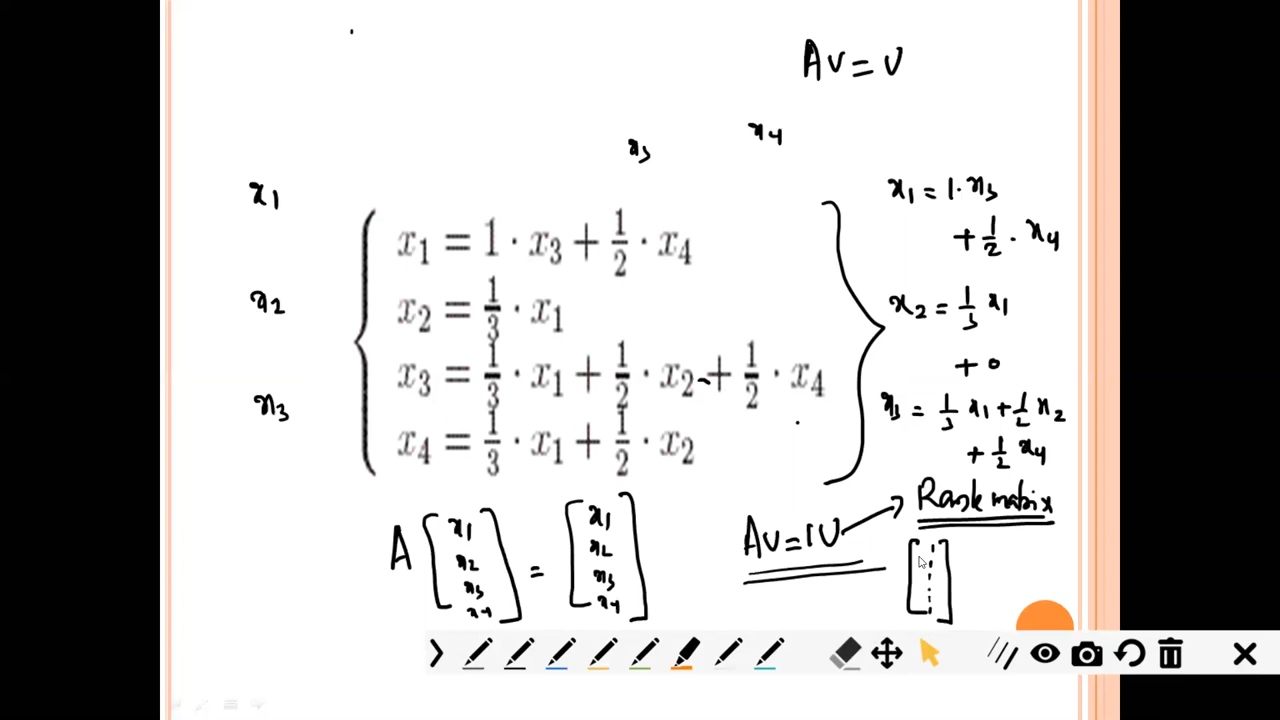 Av = v
x4
x3
x1
x2
x3
x1 = 1 · x3 + 1/2 · x4
x2 = 1/3 · x1
x3 = 1/3 · x1 + 1/2 · x2 + 1/2 · x4
x4 = 1/3 · x1 + 1/2 · x2
x1 = 1·x3
+ 1/2 · x4
x2 = 1/3 x1
+ 0
x3 = 1/3 x1 + 1/2 x2
+ 1/2 x4
A [x1 x2 x3 x4] = [x1 x2 x3 x4]
Av = 1v → Rank matrix